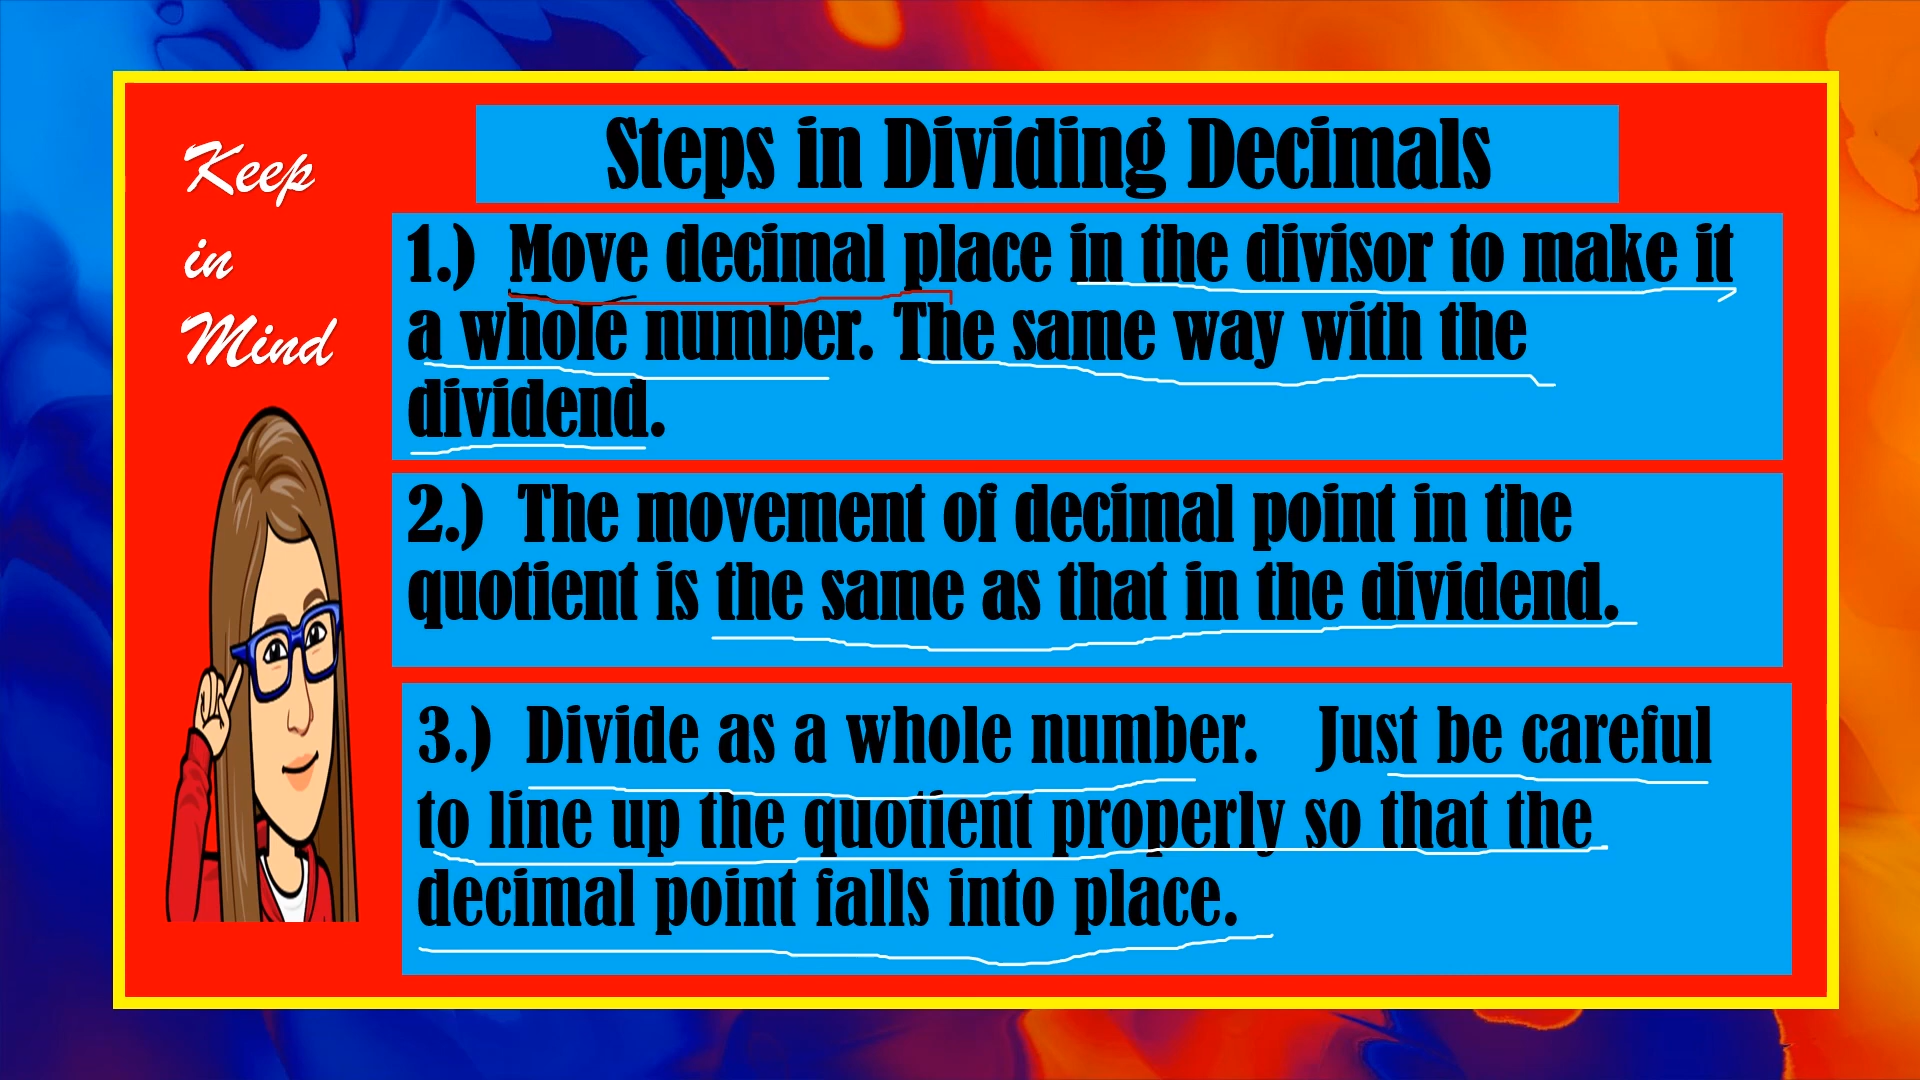 Keep
in
Mind
Steps in Dividing Decimals
1.) Move decimal place in the divisor to make it
a whole number. The same way with the
dividend.
2.) The movement of decimal point in the
quotient is the same as that in the dividend.
3.) Divide as a whole number. Just be careful
to line up the quotient properly so that the
decimal point falls into place.